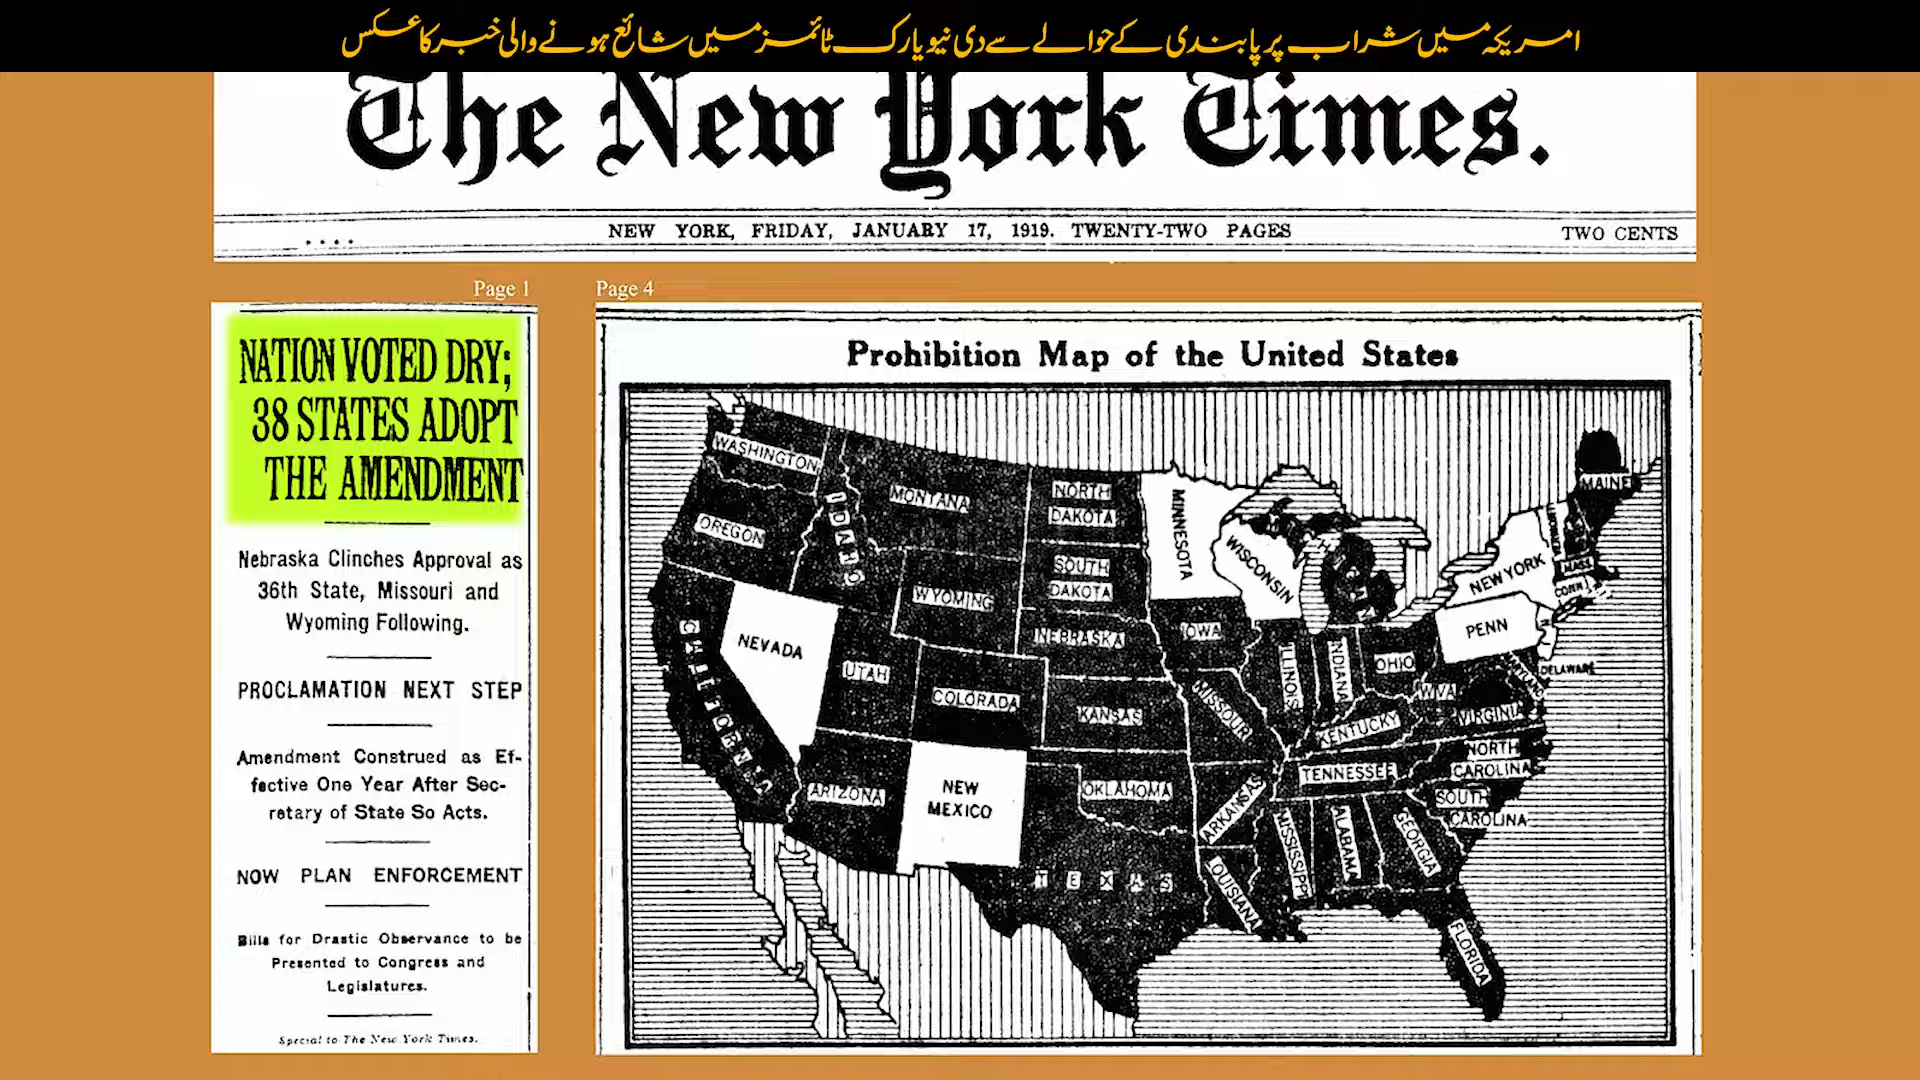 امریکہ میں شراب پر پابندی کے حوالے سے دی نیویارک ٹائمز میں شائع ہونے والی خبر کا عکس
The New York Times.
NEW YORK, FRIDAY, JANUARY 17, 1919. TWENTY-TWO PAGES
TWO CENTS
Page 1
NATION VOTED DRY;
38 STATES ADOPT
THE AMENDMENT
Nebraska Clinches Approval as
36th State, Missouri and
Wyoming Following.
PROCLAMATION NEXT STEP
Amendment Construed as Ef-
fective One Year After Sec-
retary of State So Acts.
NOW PLAN ENFORCEMENT
Bills for Drastic Observance to be
Presented to Congress and
Legislatures.
Special to The New York Times.
Page 4
Prohibition Map of the United States
WASHINGTON
MONTANA
NORTH
DAKOTA
MINNESOTA
MAINE
OREGON
IDAHO
WISCONSIN
NEW YORK
MASS
CONN
SOUTH
DAKOTA
WYOMING
NEBRASKA
IOWA
PENN
NEVADA
UTAH
COLORADA
KANSAS
MISSOURI
ILLINOIS
INDIANA
OHIO
W.VA
DELAWARE
MARYLAND
VIRGINIA
KENTUCKY
CALIFORNIA
ARIZONA
NEW
MEXICO
OKLAHOMA
ARKANSAS
TENNESSEE
NORTH
CAROLINA
SOUTH
CAROLINA
TEXAS
LOUISIANA
MISSISSIPPI
ALABAMA
GEORGIA
FLORIDA